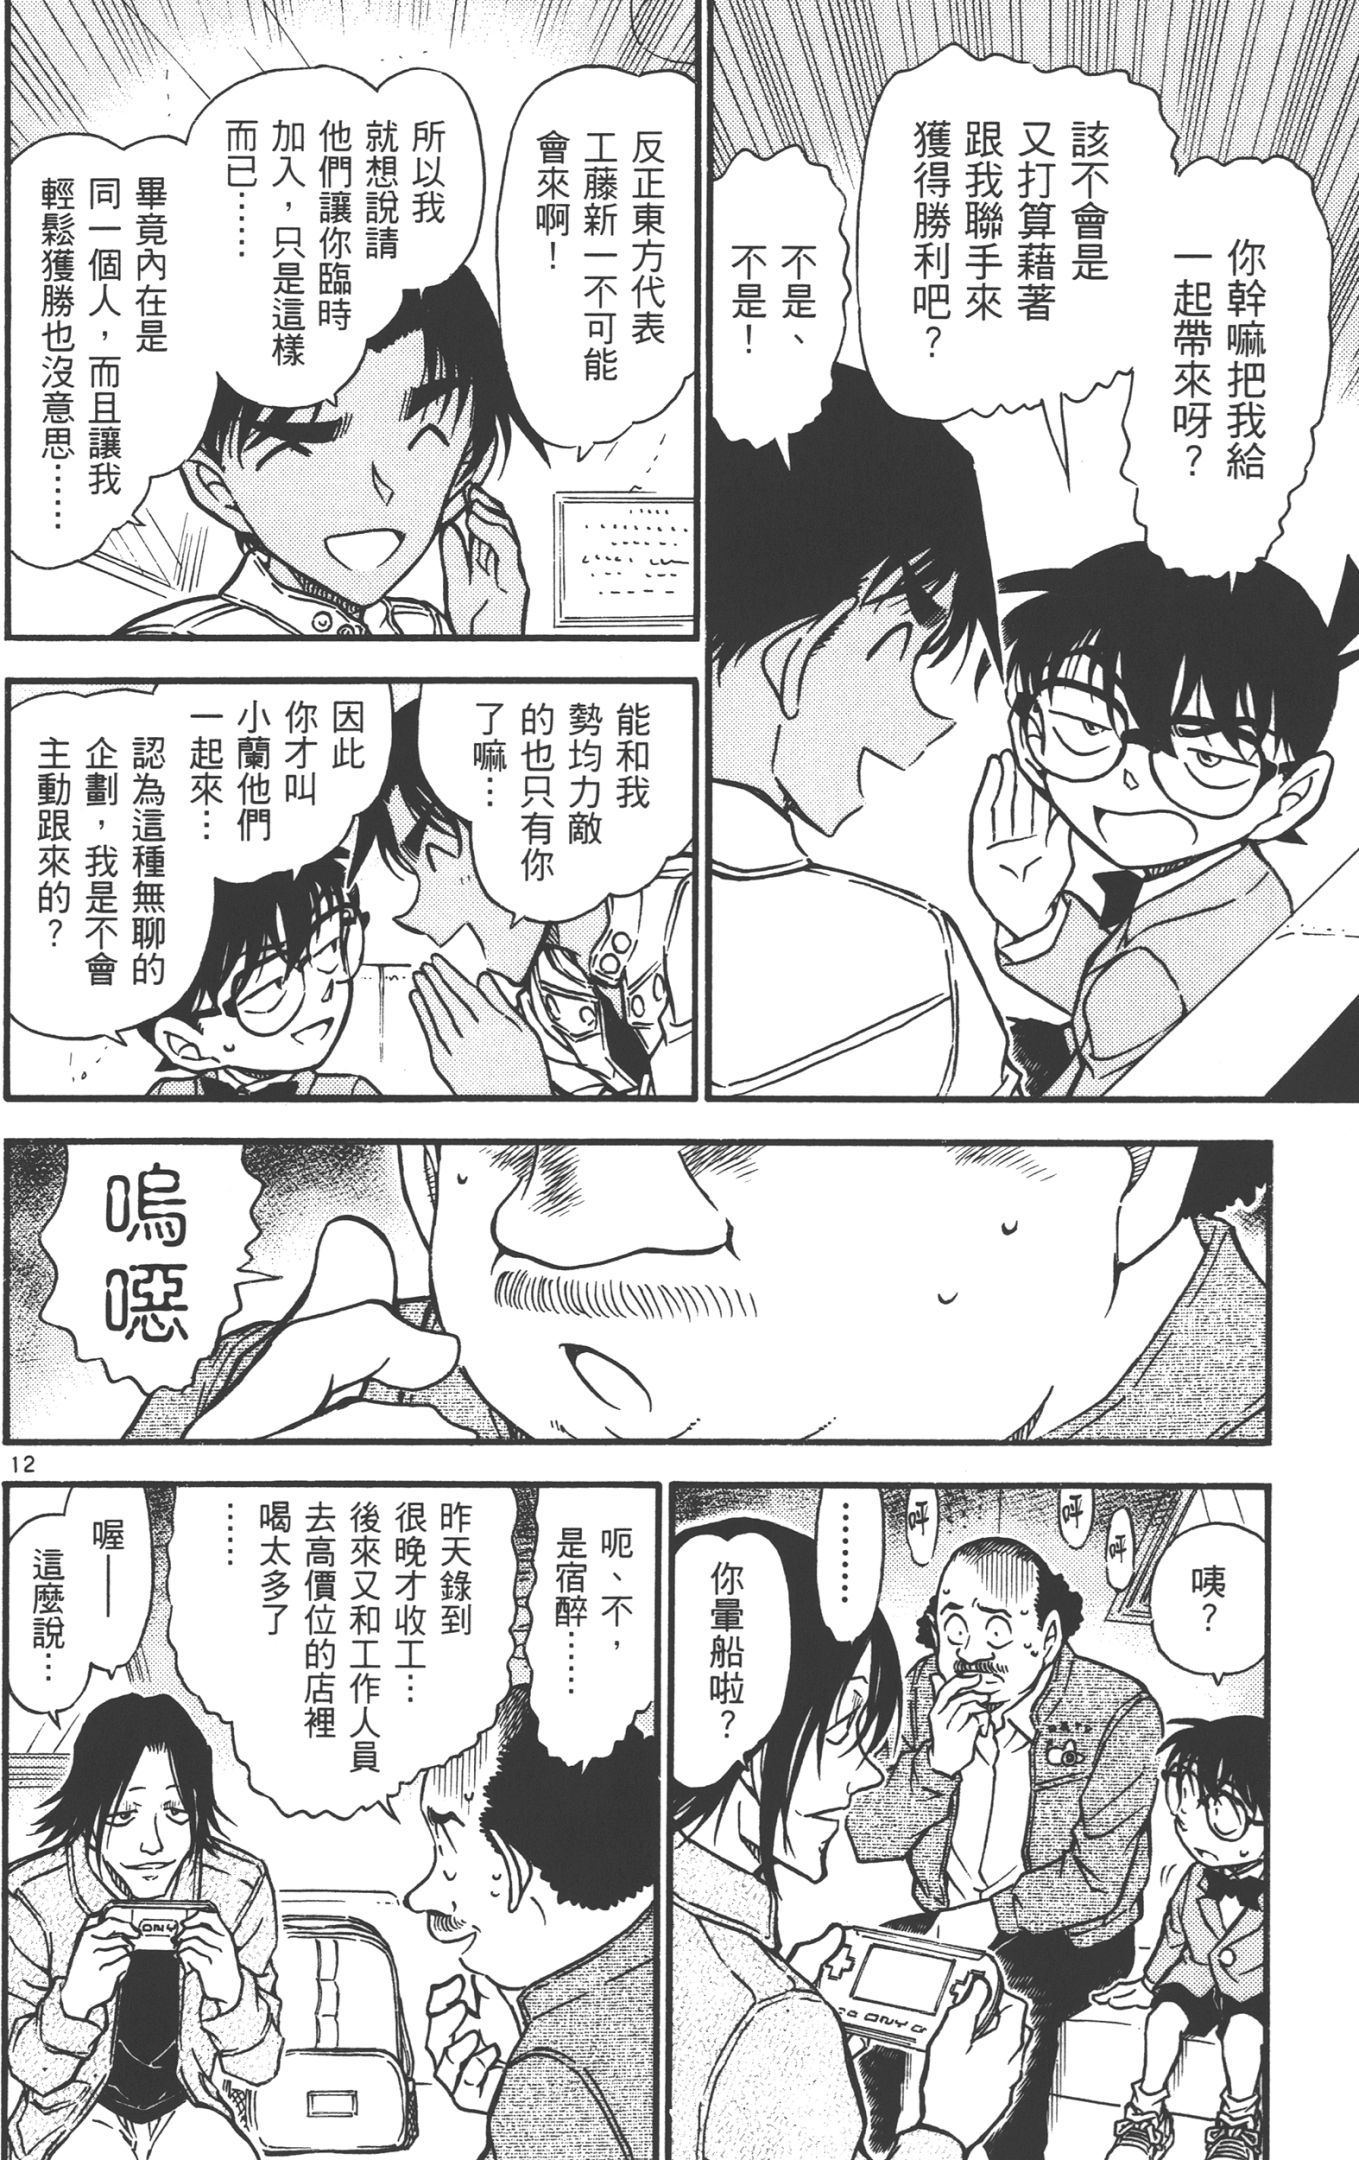 你幹嘛把我給
一起帶來呀？
該不會是
又打算藉著
跟我聯手來
獲得勝利吧？
不是、
不是！
反正東方代表
工藤新一不可能
會來啊！
所以我
就想說請
他們讓你臨時
加入，只是這樣
而已……
畢竟內在是
同一個人，而且讓我
輕鬆獲勝也沒意思……
能和我
勢均力敵
的也只有你
了嘛…
因此
你才叫
小蘭他們
一起來…
認為這種無聊的
企劃，我是不會
主動跟來的？
嗚
噁
12
咦？
呼
呼
呼
………
你暈船啦？
ONY
呃、不，
是宿醉……
昨天錄到
很晚才收工…
後來又和工作人員
去高價位的店裡
喝太多了
……
喔——
這麼說…
ONY